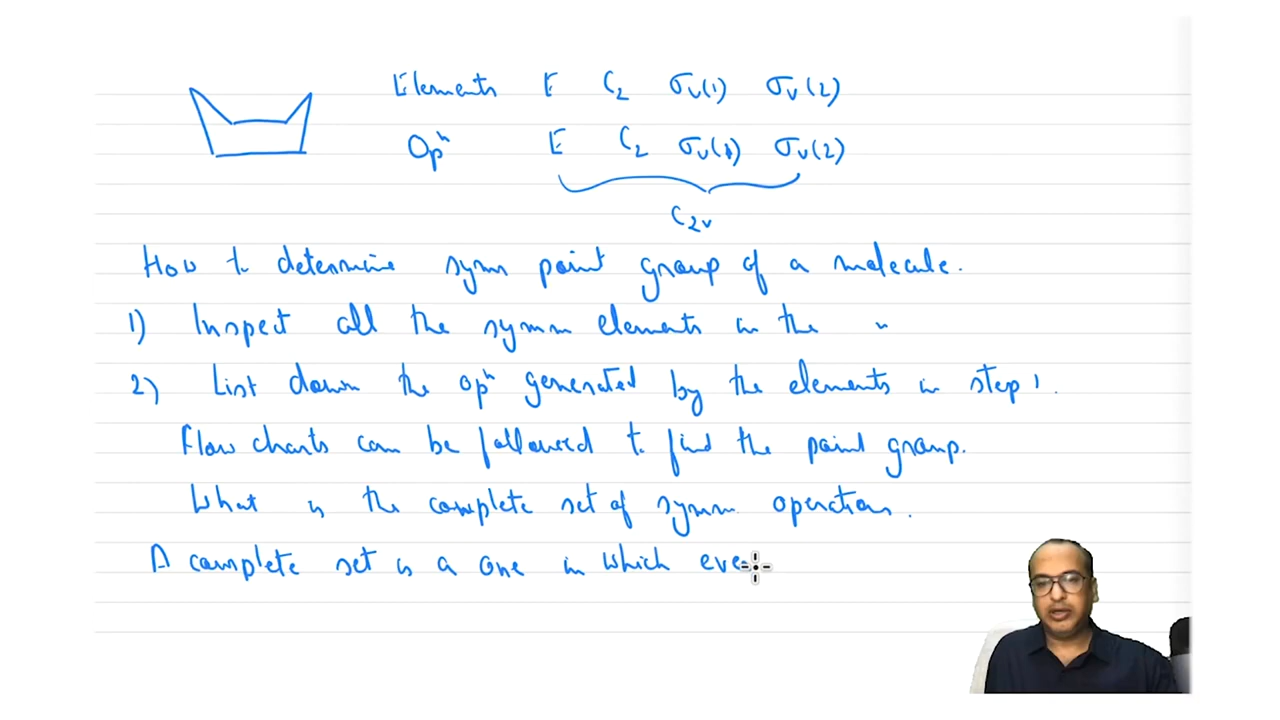 Elements E C2 σv(1) σv(2)
Opⁿ E C2 σv(1) σv(2)
C2v
How to determine symm point group of a molecule.
1) Inspect all the symm elements in the "
2) List down the opⁿ generated by the elements in step 1.
Flow charts can be followed to find the point group.
What is the complete set of symm. operation.
A complete set is a one in which eve